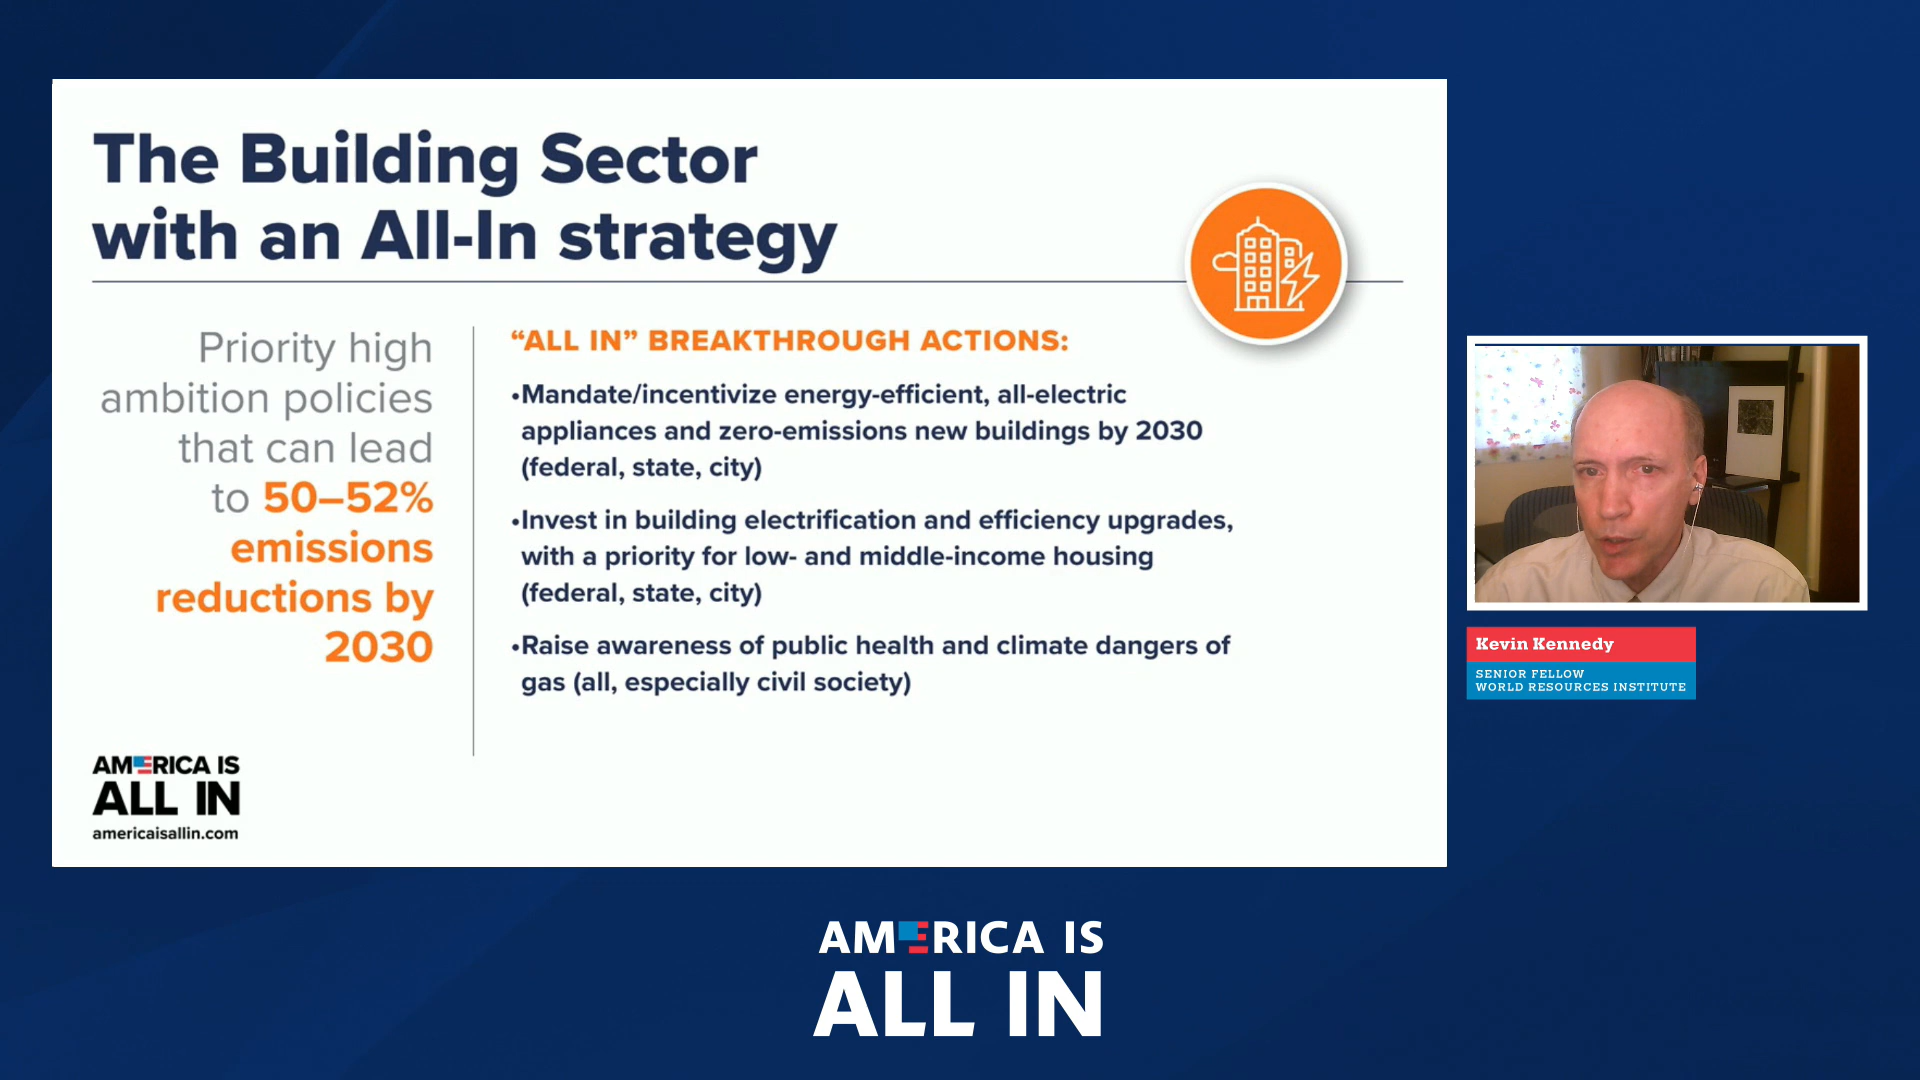 The Building Sector
with an All-In strategy
Priority high
ambition policies
that can lead
to 50–52%
emissions
reductions by
2030
“ALL IN” BREAKTHROUGH ACTIONS:
•Mandate/incentivize energy-efficient, all-electric
appliances and zero-emissions new buildings by 2030
(federal, state, city)
•Invest in building electrification and efficiency upgrades,
with a priority for low- and middle-income housing
(federal, state, city)
•Raise awareness of public health and climate dangers of
gas (all, especially civil society)
AMERICA IS
ALL IN
americaisallin.com
Kevin Kennedy
SENIOR FELLOW
WORLD RESOURCES INSTITUTE
AMERICA IS
ALL IN